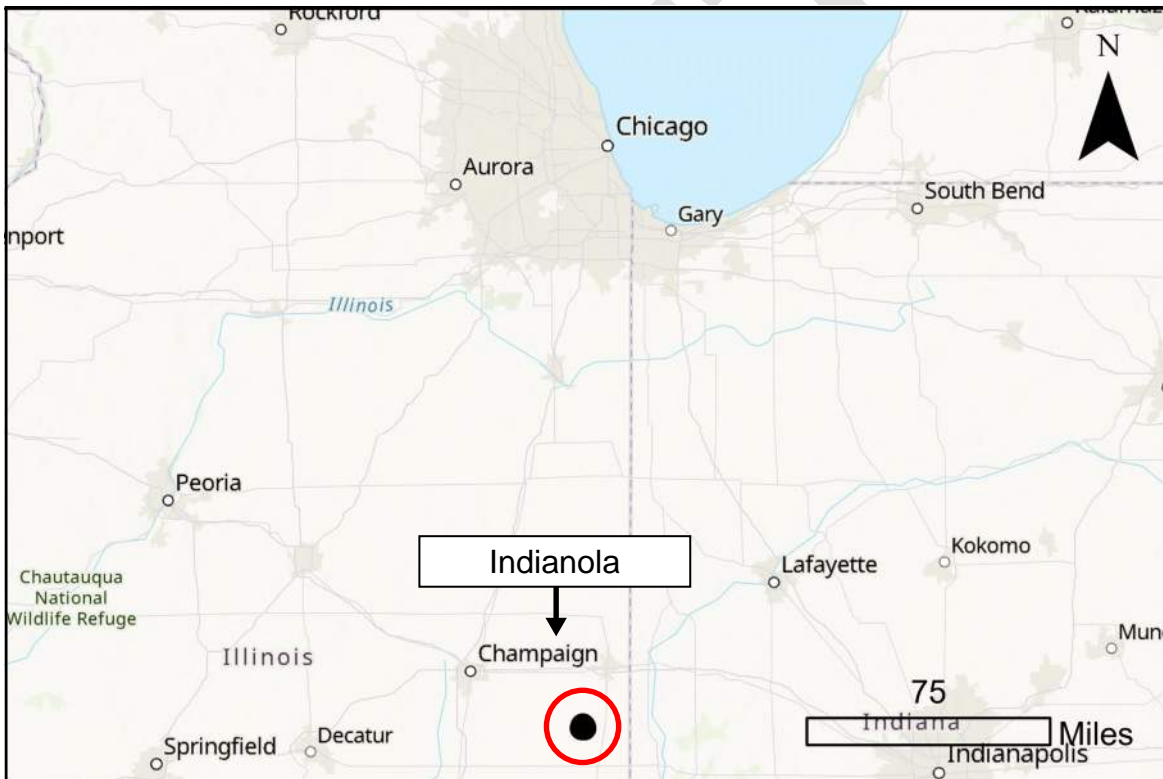 Rockford
N
Chicago
Aurora
South Bend
Gary
nport
Illinois
Peoria
Indianola
Kokomo
Lafayette
Chautauqua
National
Wildlife Refuge
Mun
Illinois
Champaign
75
Indiana
Miles
Decatur
Springfield
Indianapolis